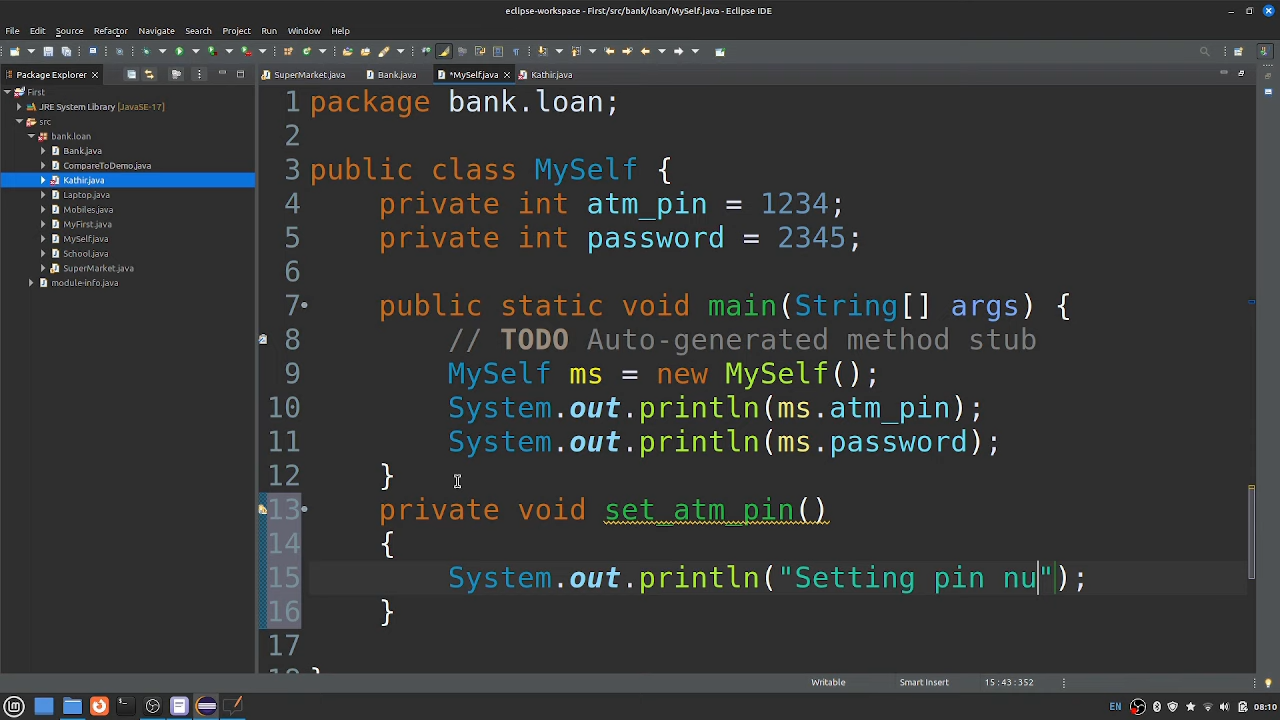 eclipse-workspace - First/src/bank/loan/MySelf.java - Eclipse IDE
File Edit Source Refactor Navigate Search Project Run Window Help
Package Explorer
SuperMarket.java Bank.java *MySelf.java Kathir.java
First
JRE System Library [JavaSE-17]
src
bank.loan
Bank.java
CompareToDemo.java
Kathir.java
Laptop.java
Mobiles.java
MyFirst.java
MySelf.java
School.java
SuperMarket.java
module-info.java
1 package bank.loan;
2
3 public class MySelf {
4 private int atm_pin = 1234;
5 private int password = 2345;
6
7 public static void main(String[] args) {
8 // TODO Auto-generated method stub
9 MySelf ms = new MySelf();
10 System.out.println(ms.atm_pin);
11 System.out.println(ms.password);
12 }
13 private void set_atm_pin()
14 {
15 System.out.println("Setting pin nu");
16 }
17
18 }
Writable Smart Insert 15 : 43 : 352
EN 08:10